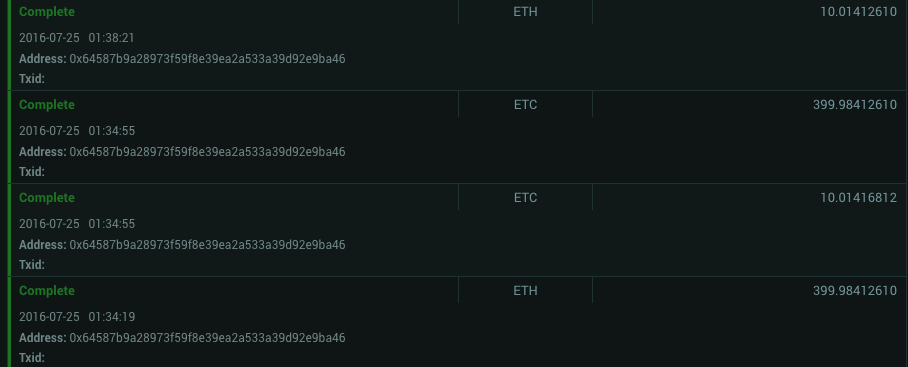 Complete ETH 10.01412610
2016-07-25 01:38:21
Address: 0x64587b9a28973f59f8e39ea2a533a39d92e9ba46
Txid:
Complete ETC 399.98412610
2016-07-25 01:34:55
Address: 0x64587b9a28973f59f8e39ea2a533a39d92e9ba46
Txid:
Complete ETC 10.01416812
2016-07-25 01:34:55
Address: 0x64587b9a28973f59f8e39ea2a533a39d92e9ba46
Txid:
Complete ETH 399.98412610
2016-07-25 01:34:19
Address: 0x64587b9a28973f59f8e39ea2a533a39d92e9ba46
Txid: